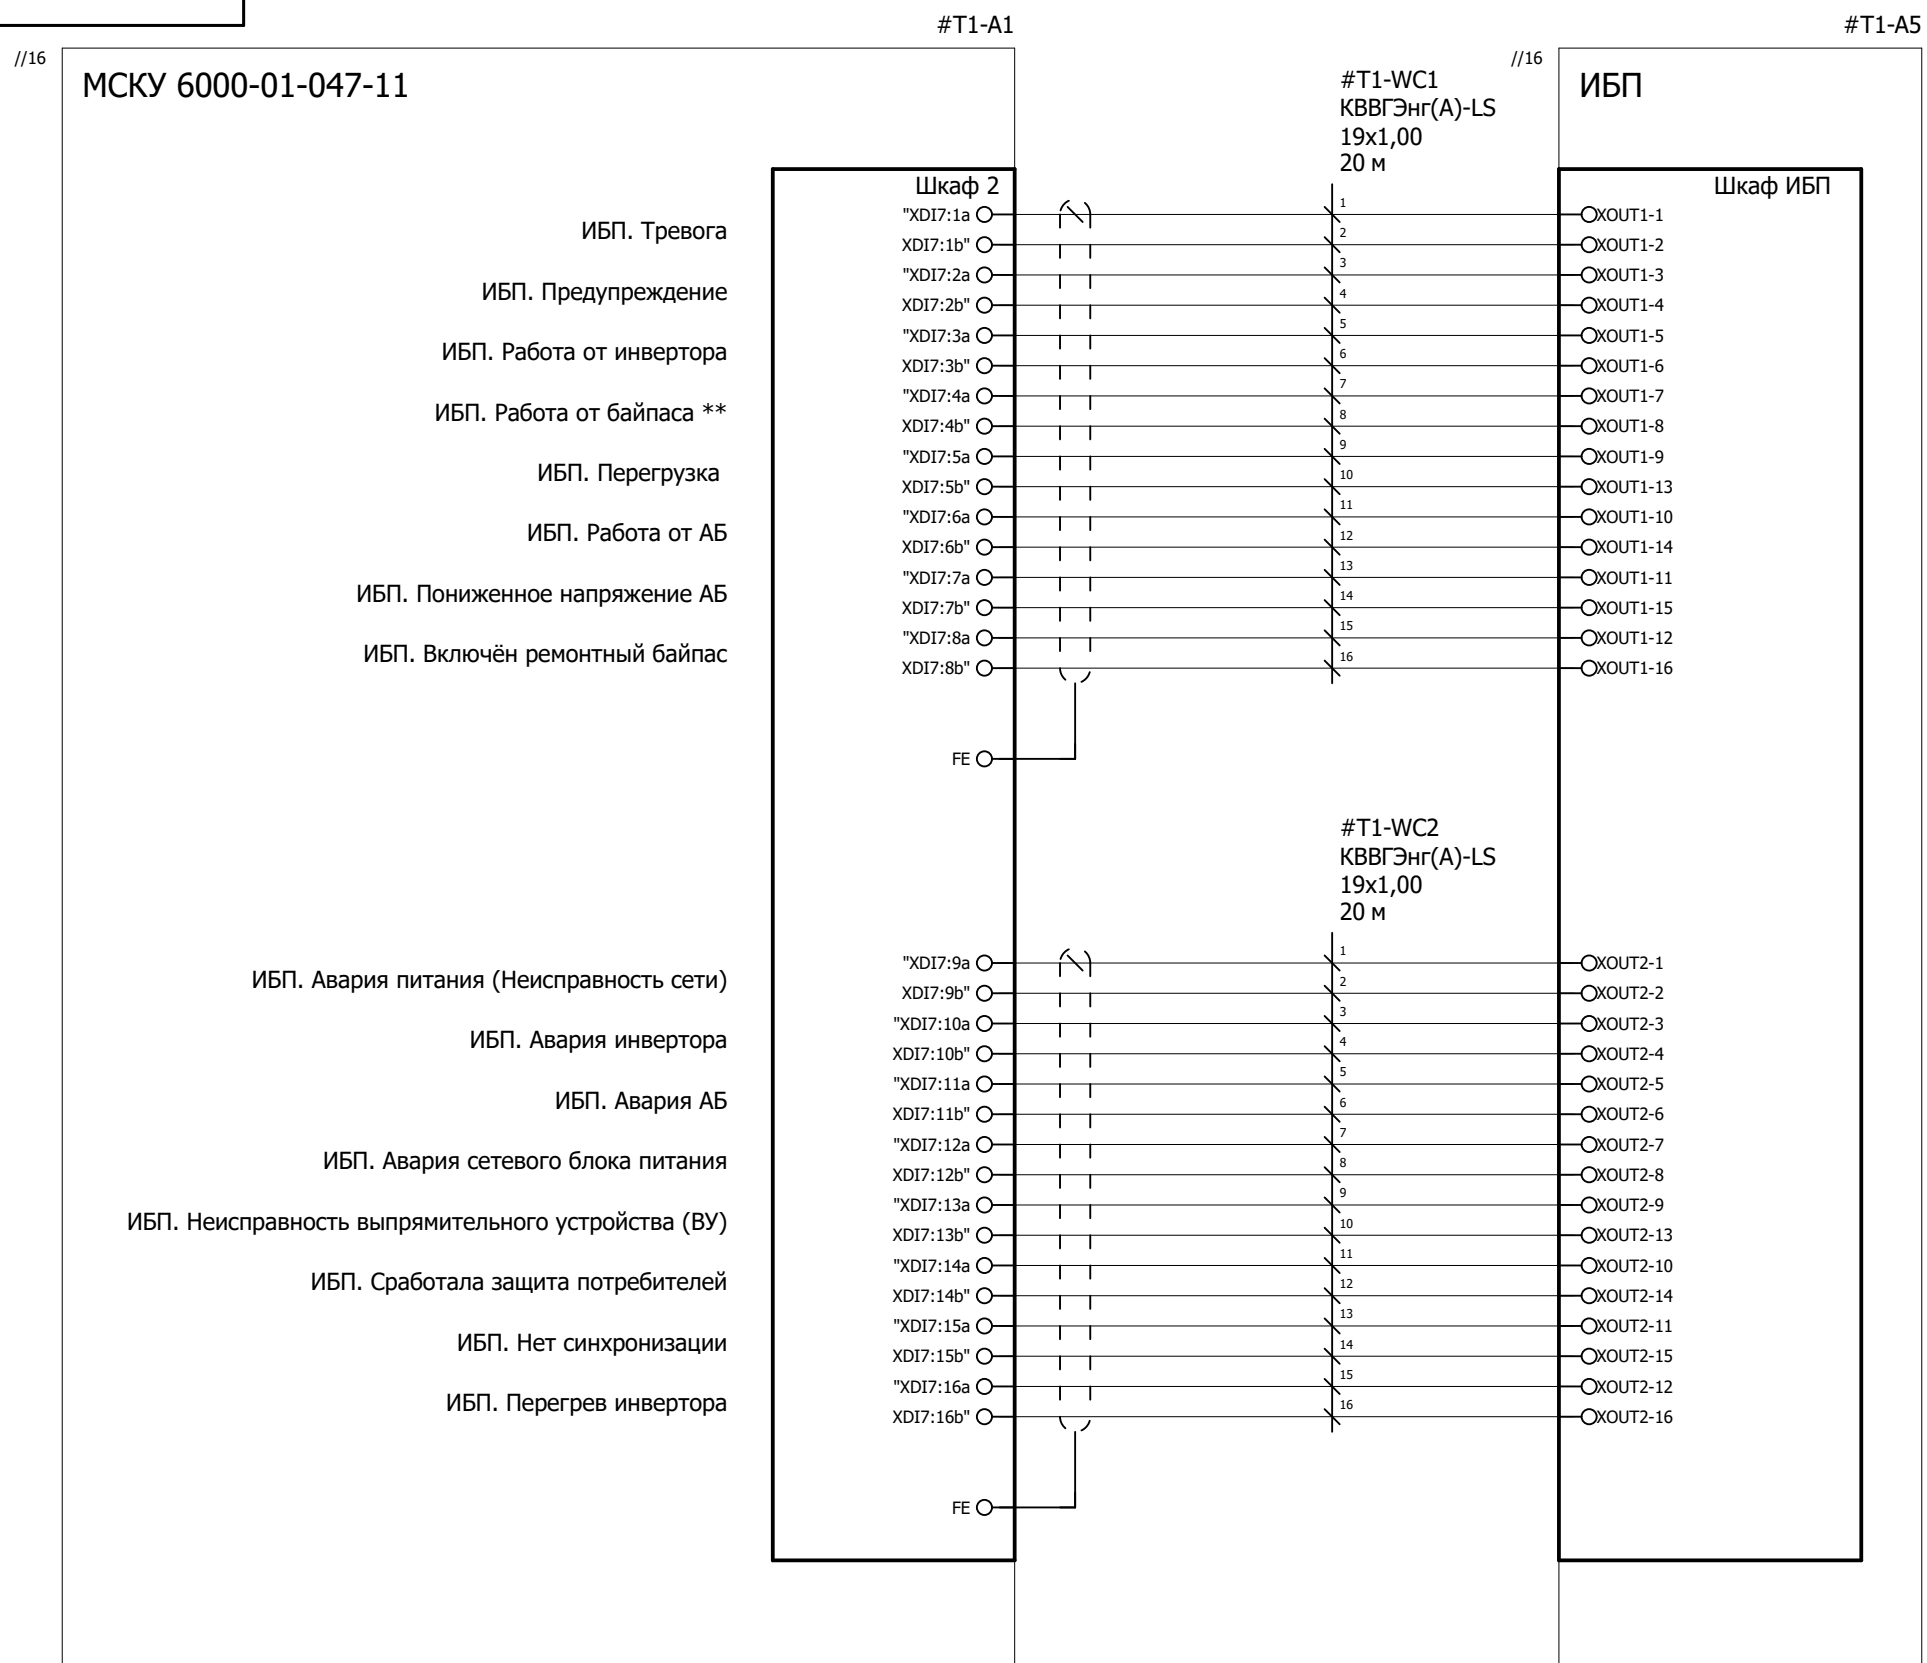 #T1-A1
#T1-A5
//16
МСКУ 6000-01-047-11
#T1-WC1
КВВГЭнг(А)-LS
19х1,00
20 м
//16
ИБП
Шкаф 2
Шкаф ИБП
ИБП. Тревога
"XDI7:1a
1
XOUT1-1
XDI7:1b"
2
XOUT1-2
ИБП. Предупреждение
"XDI7:2a
3
XOUT1-3
XDI7:2b"
4
XOUT1-4
ИБП. Работа от инвертора
"XDI7:3a
5
XOUT1-5
XDI7:3b"
6
XOUT1-6
ИБП. Работа от байпаса **
"XDI7:4a
7
XOUT1-7
XDI7:4b"
8
XOUT1-8
ИБП. Перегрузка
"XDI7:5a
9
XOUT1-9
XDI7:5b"
10
XOUT1-13
ИБП. Работа от АБ
"XDI7:6a
11
XOUT1-10
XDI7:6b"
12
XOUT1-14
ИБП. Пониженное напряжение АБ
"XDI7:7a
13
XOUT1-11
XDI7:7b"
14
XOUT1-15
ИБП. Включён ремонтный байпас
"XDI7:8a
15
XOUT1-12
XDI7:8b"
16
XOUT1-16
FE
#T1-WC2
КВВГЭнг(А)-LS
19х1,00
20 м
ИБП. Авария питания (Неисправность сети)
"XDI7:9a
1
XOUT2-1
XDI7:9b"
2
XOUT2-2
ИБП. Авария инвертора
"XDI7:10a
3
XOUT2-3
XDI7:10b"
4
XOUT2-4
ИБП. Авария АБ
"XDI7:11a
5
XOUT2-5
XDI7:11b"
6
XOUT2-6
ИБП. Авария сетевого блока питания
"XDI7:12a
7
XOUT2-7
XDI7:12b"
8
XOUT2-8
ИБП. Неисправность выпрямительного устройства (ВУ)
"XDI7:13a
9
XOUT2-9
XDI7:13b"
10
XOUT2-13
ИБП. Сработала защита потребителей
"XDI7:14a
11
XOUT2-10
XDI7:14b"
12
XOUT2-14
ИБП. Нет синхронизации
"XDI7:15a
13
XOUT2-11
XDI7:15b"
14
XOUT2-15
ИБП. Перегрев инвертора
"XDI7:16a
15
XOUT2-12
XDI7:16b"
16
XOUT2-16
FE